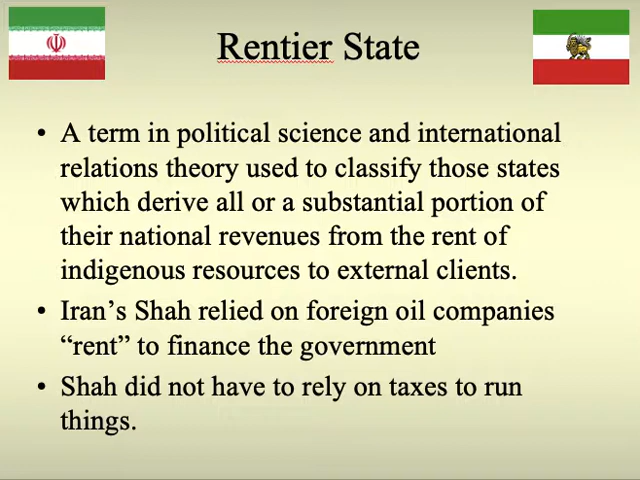 Rentier State
• A term in political science and international
relations theory used to classify those states
which derive all or a substantial portion of
their national revenues from the rent of
indigenous resources to external clients.
• Iran’s Shah relied on foreign oil companies
“rent” to finance the government
• Shah did not have to rely on taxes to run
things.